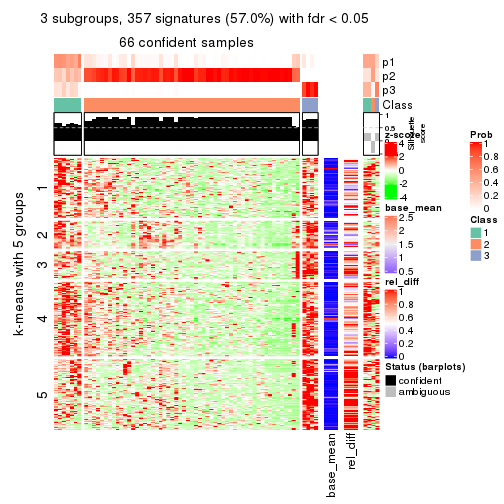 3 subgroups, 357 signatures (57.0%) with fdr < 0.05
66 confident samples
p1
p2
p3
Class
1
0.5
0
Silhouette
score
k-means with 5 groups
1
2
3
4
5
base_mean
rel_diff
z-score
4
2
0
-2
-4
base_mean
2.5
2
1.5
1
0.5
rel_diff
1
0.8
0.6
0.4
0.2
0
Status (barplots)
confident
ambiguous
Prob
1
0.8
0.6
0.4
0.2
0
Class
1
2
3